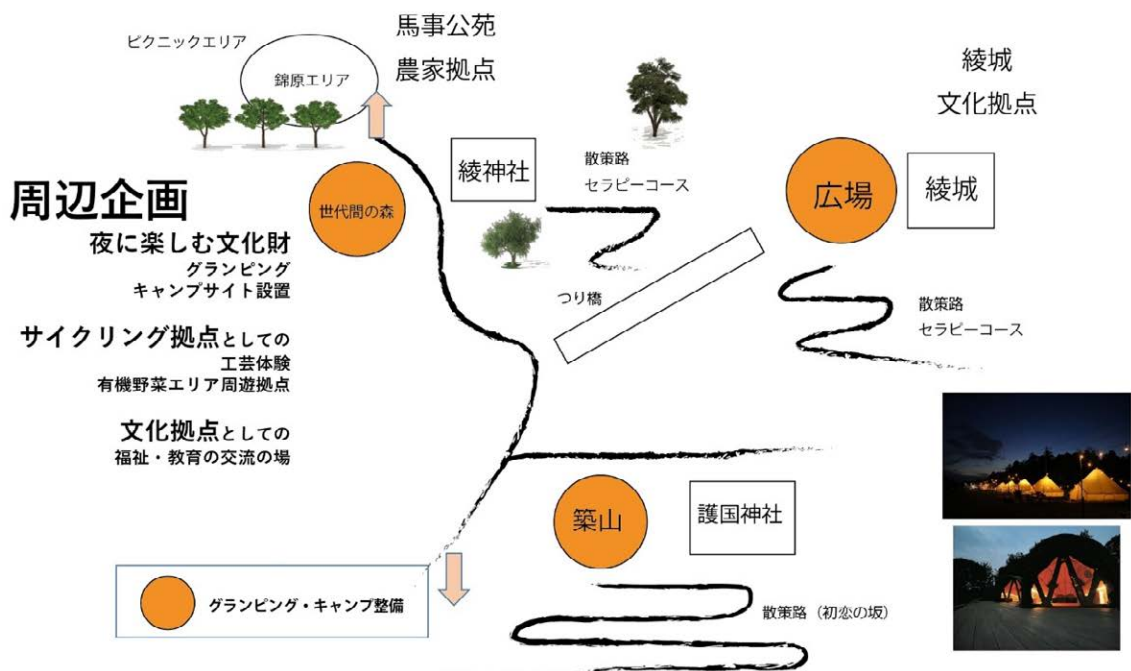 ピクニックエリア
錦原エリア
馬事公苑
農家拠点
綾城
文化拠点
周辺企画
夜に楽しむ文化財
グランピング
キャンプサイト設置
サイクリング拠点としての
工芸体験
有機野菜エリア周遊拠点
文化拠点としての
福祉・教育の交流の場
世代間の森
綾神社
散策路
セラピーコース
広場
綾城
つり橋
散策路
セラピーコース
築山
護国神社
散策路（初恋の坂）
グランピング・キャンプ整備